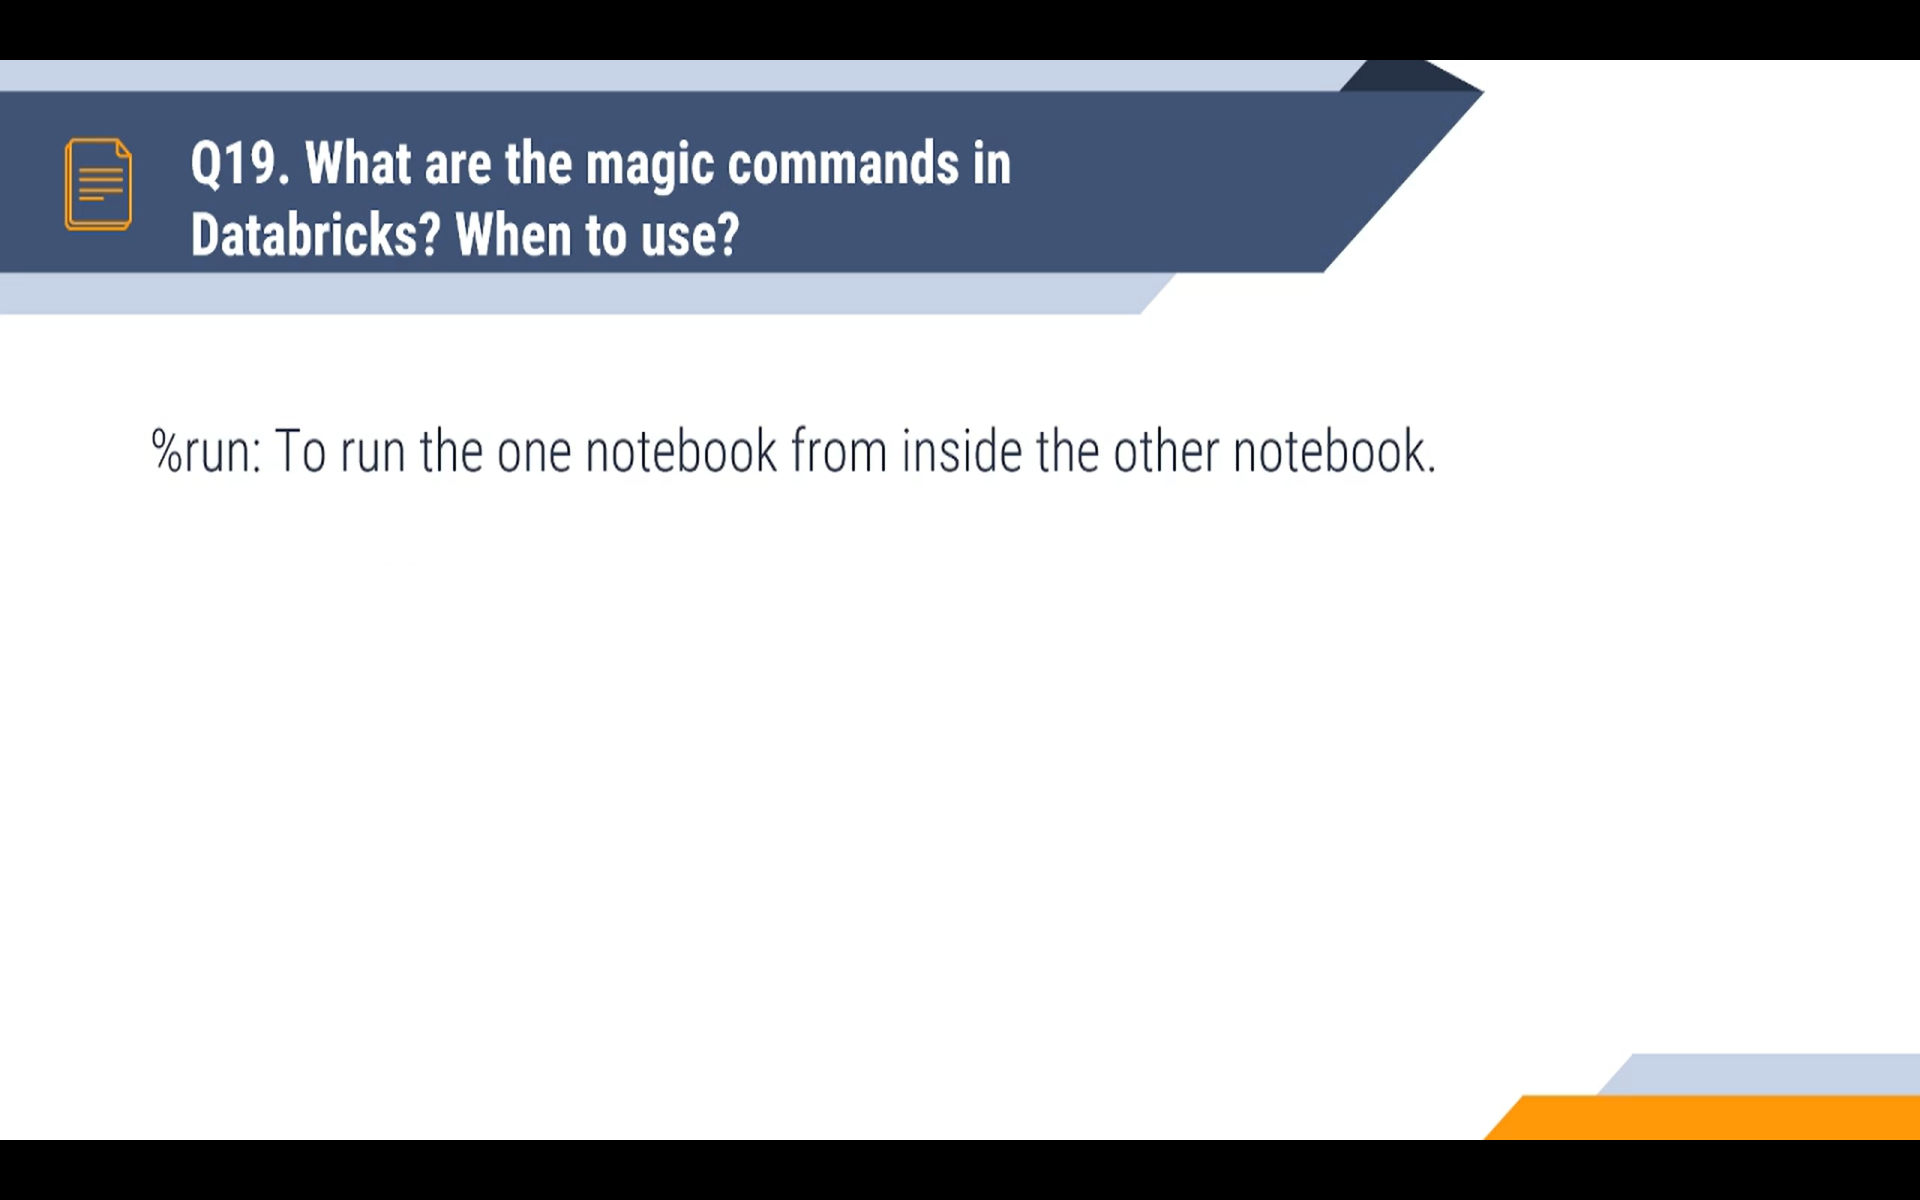 Q19. What are the magic commands in
Databricks? When to use?
%run: To run the one notebook from inside the other notebook.